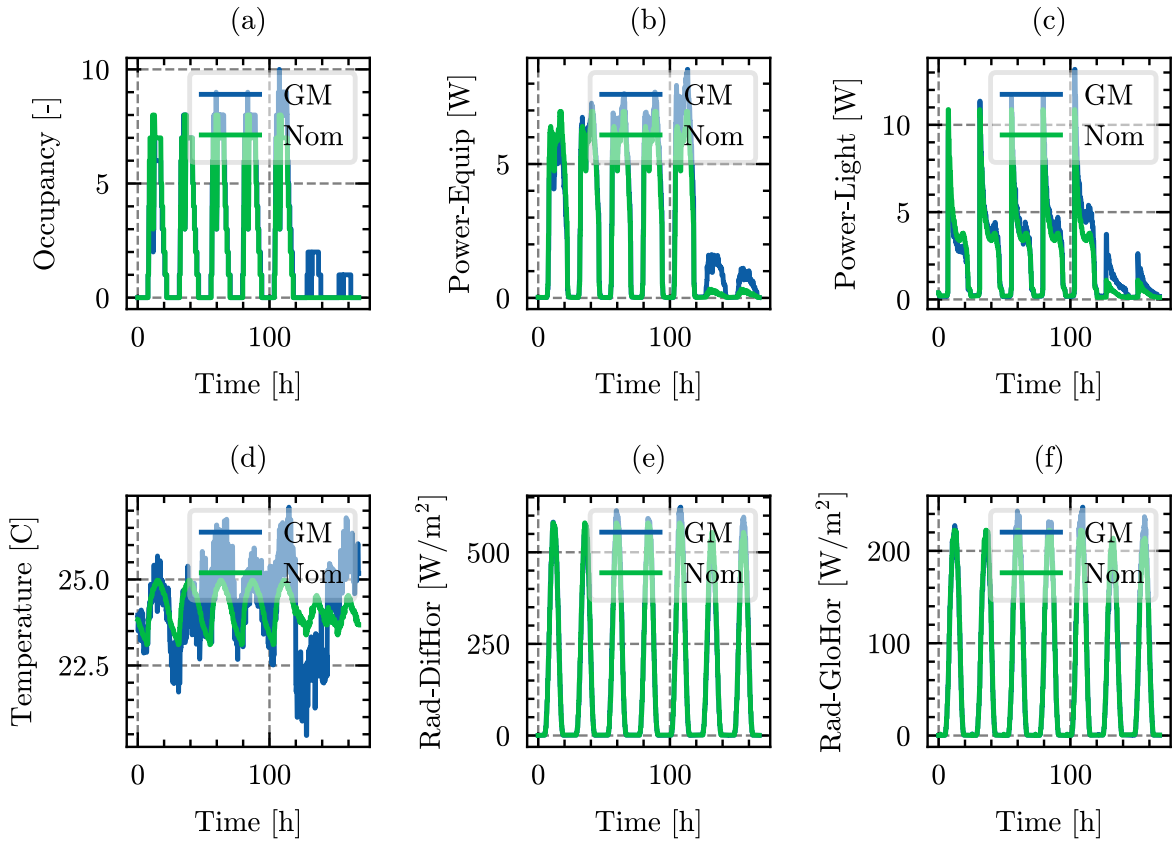 (a)
10
5
0
Occupancy [-]
GM
Nom
0 100
Time [h]
(b)
5
0
Power-Equip [W]
GM
Nom
0 100
Time [h]
(c)
10
5
0
Power-Light [W]
GM
Nom
0 100
Time [h]
(d)
25.0
22.5
Temperature [C]
GM
Nom
0 100
Time [h]
(e)
500
250
0
Rad-DifHor [W/m²]
GM
Nom
0 100
Time [h]
(f)
200
100
0
Rad-GloHor [W/m²]
GM
Nom
0 100
Time [h]